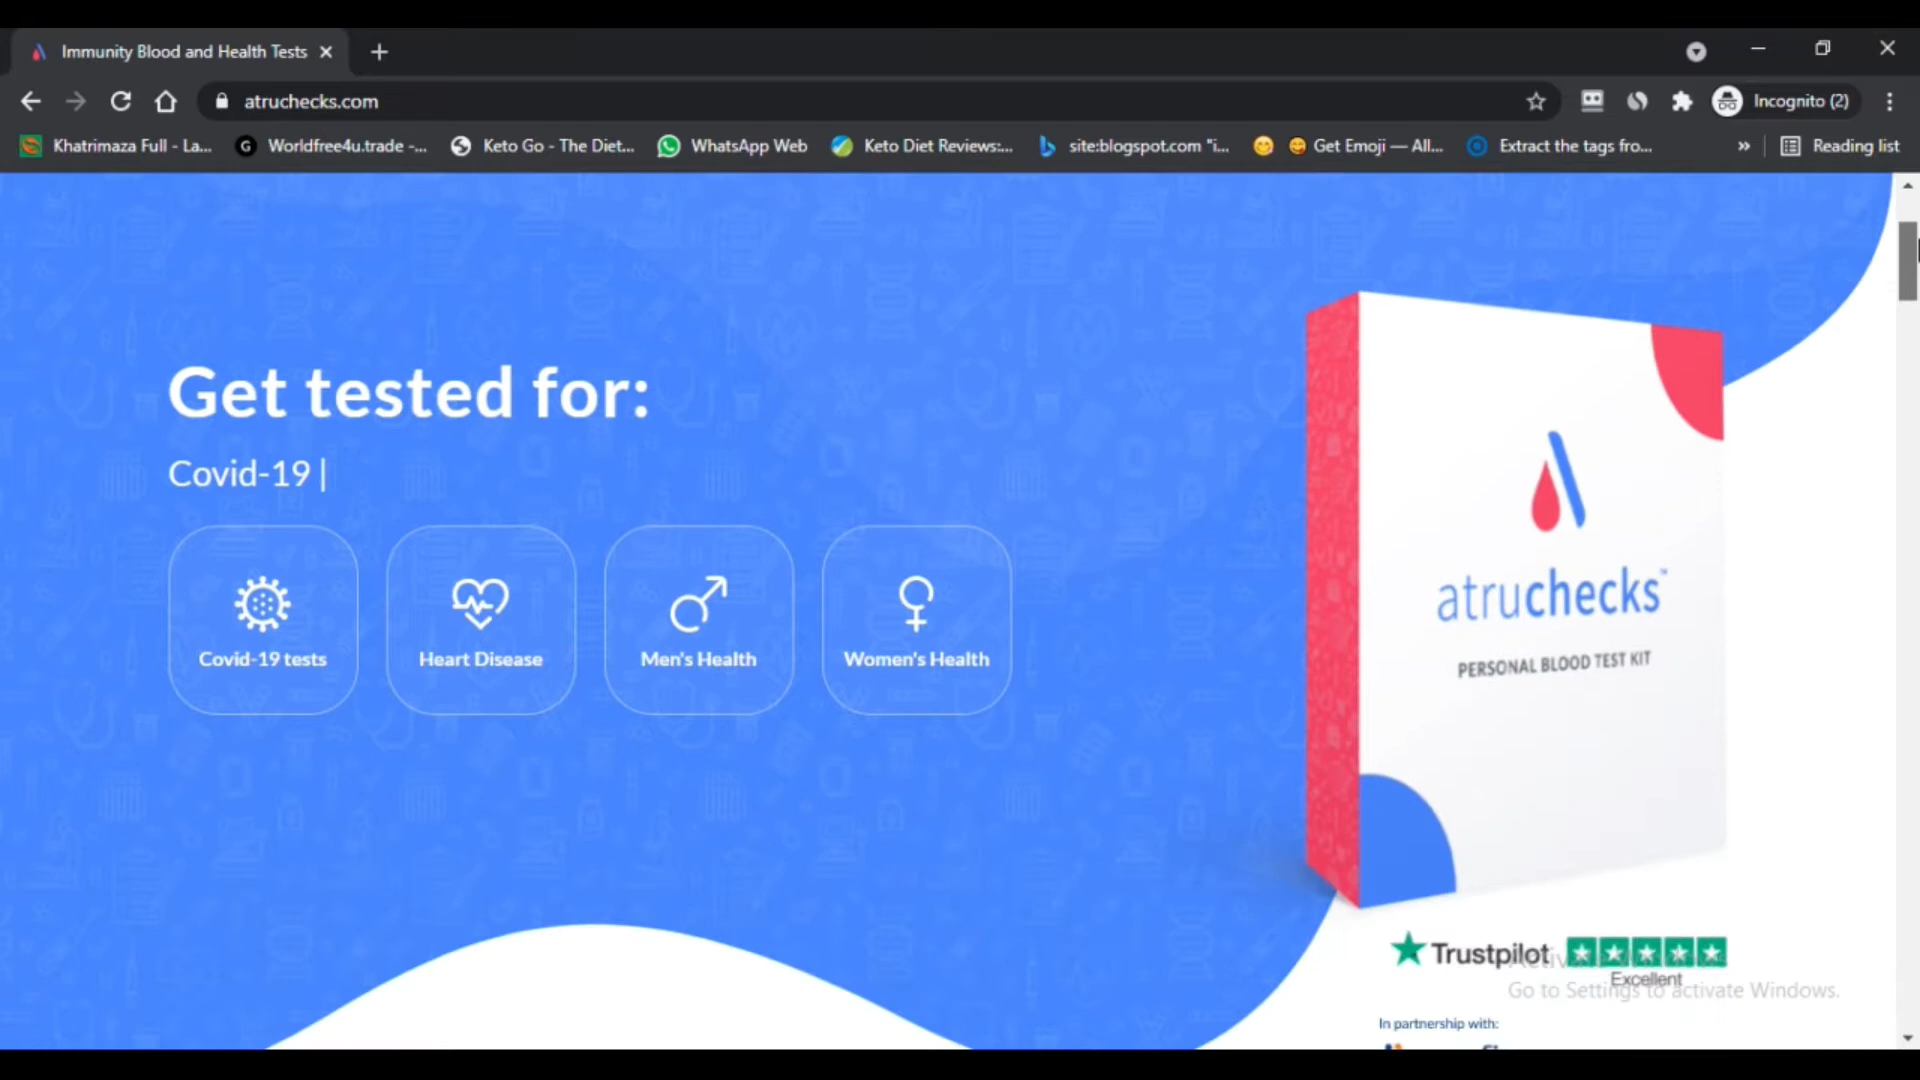 Immunity Blood and Health Tests
atruchecks.com
Incognito (2)
Khatrimaza Full - La...
Worldfree4u.trade -...
Keto Go - The Diet...
WhatsApp Web
Keto Diet Reviews:...
site:blogspot.com "i...
Get Emoji — All...
Extract the tags fro...
Reading list
Get tested for:
Covid-19 |
Covid-19 tests
Heart Disease
Men's Health
Women's Health
atruchecks™
PERSONAL BLOOD TEST KIT
Trustpilot
Excellent
Go to Settings to activate Windows.
In partnership with: